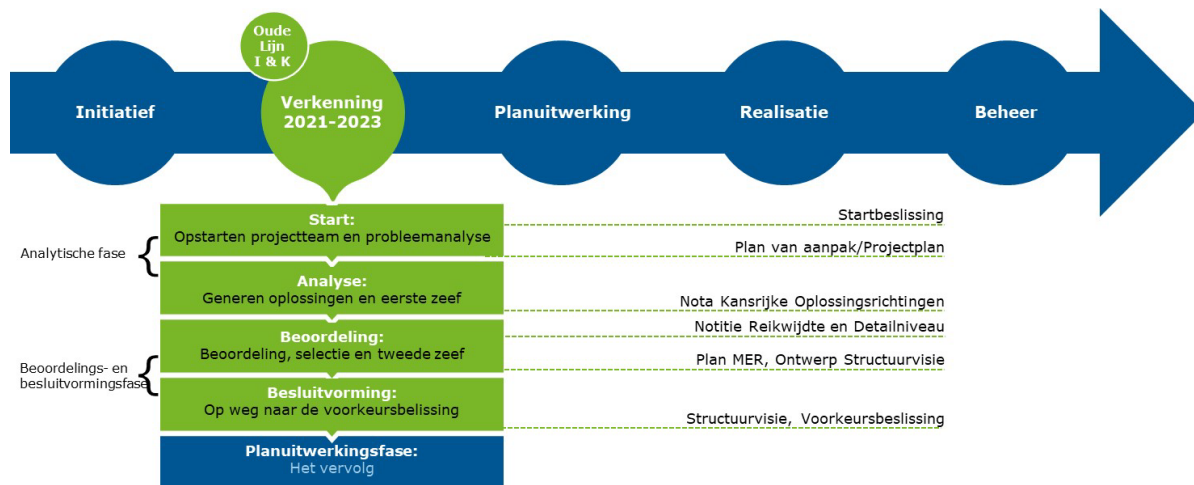 Oude
Lijn
I & K
Initiatief
Verkenning
2021-2023
Planuitwerking
Realisatie
Beheer
Start:
Opstarten projectteam en probleemanalyse
Startbeslissing
Analytische fase
Plan van aanpak/Projectplan
Analyse:
Generen oplossingen en eerste zeef
Nota Kansrijke Oplossingsrichtingen
Beoordeling:
Beoordeling, selectie en tweede zeef
Notitie Reikwijdte en Detailniveau
Plan MER, Ontwerp Structuurvisie
Beoordelings- en
besluitvormingsfase
Besluitvorming:
Op weg naar de voorkeursbelissing
Structuurvisie, Voorkeursbeslissing
Planuitwerkingsfase:
Het vervolg